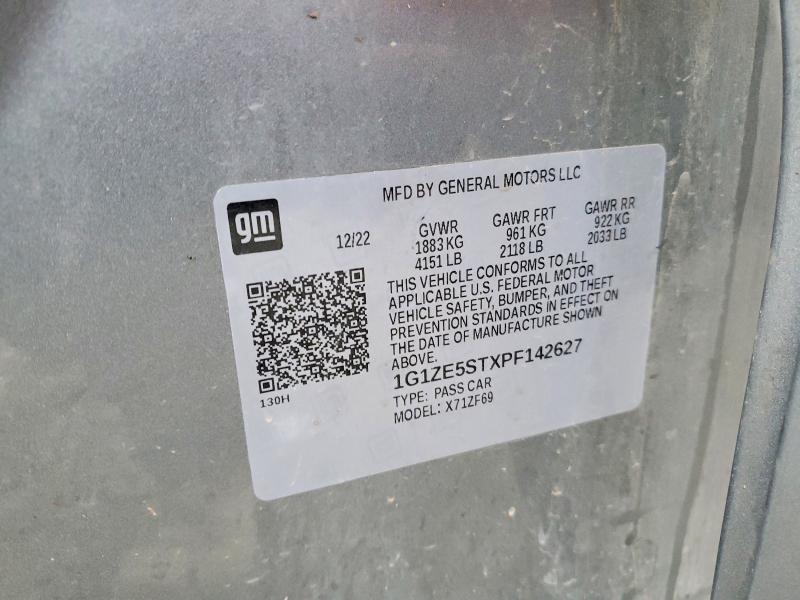 MFD BY GENERAL MOTORS LLC
gm
12/22
GVWR
1883 KG
4151 LB
GAWR FRT
961 KG
2118 LB
GAWR RR
922 KG
2033 LB
THIS VEHICLE CONFORMS TO ALL
APPLICABLE U.S. FEDERAL MOTOR
VEHICLE SAFETY, BUMPER, AND THEFT
PREVENTION STANDARDS IN EFFECT ON
THE DATE OF MANUFACTURE SHOWN
ABOVE.
1G1ZE5STXPF142627
TYPE: PASS CAR
MODEL: X71ZF69
130H